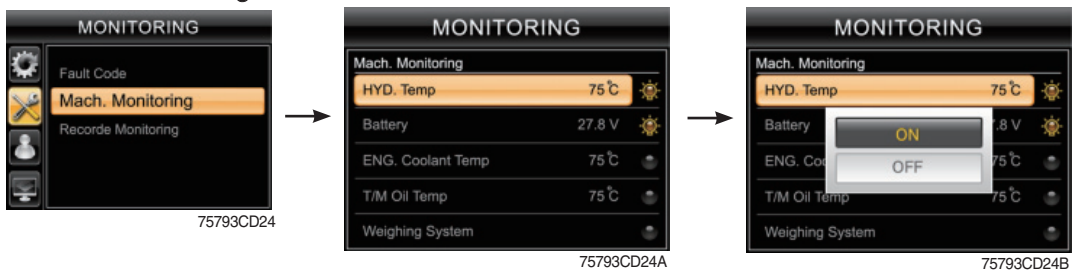 MONITORING
Fault Code
Mach. Monitoring
Recorde Monitoring
75793CD24
MONITORING
Mach. Monitoring
HYD. Temp 75℃
Battery 27.8 V
ENG. Coolant Temp 75℃
T/M Oil Temp 75℃
Weighing System
75793CD24A
MONITORING
Mach. Monitoring
HYD. Temp 75℃
Battery .8 V
ON
ENG. Coo 75℃
OFF
T/M Oil Temp 75℃
Weighing System
75793CD24B